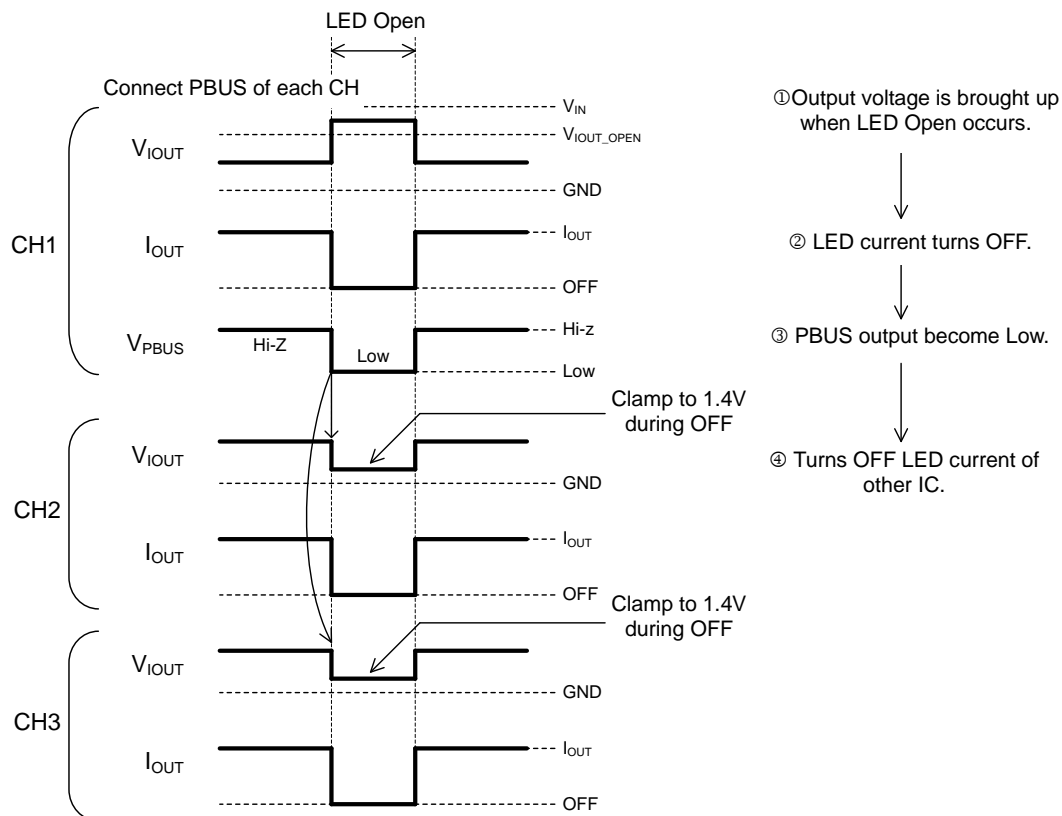 LED Open
Connect PBUS of each CH
CH1
VIOUT
VIN
VIOUT_OPEN
GND
IOUT
IOUT
OFF
VPBUS
Hi-Z
Low
Hi-z
Low
CH2
VIOUT
Clamp to 1.4V
during OFF
GND
IOUT
IOUT
OFF
CH3
VIOUT
Clamp to 1.4V
during OFF
GND
IOUT
IOUT
OFF
①Output voltage is brought up
when LED Open occurs.
② LED current turns OFF.
③ PBUS output become Low.
④ Turns OFF LED current of
other IC.